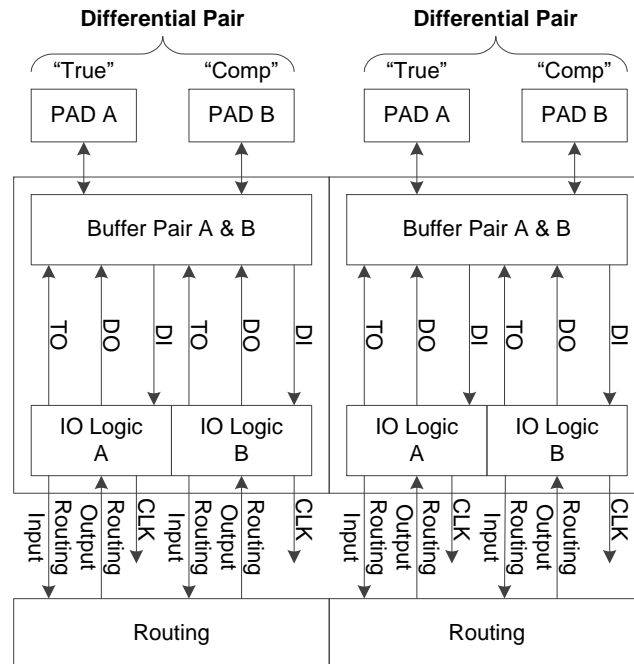 Differential Pair Differential Pair
“True” “Comp” “True” “Comp”
PAD A PAD B PAD A PAD B
Buffer Pair A & B Buffer Pair A & B
TO DO DI TO DO DI TO DO DI TO DO DI
IO Logic IO Logic IO Logic IO Logic
A B A B
Routing Input Routing Output CLK Routing Input Routing Output CLK Routing Input Routing Output CLK Routing Input Routing Output CLK
Routing Routing